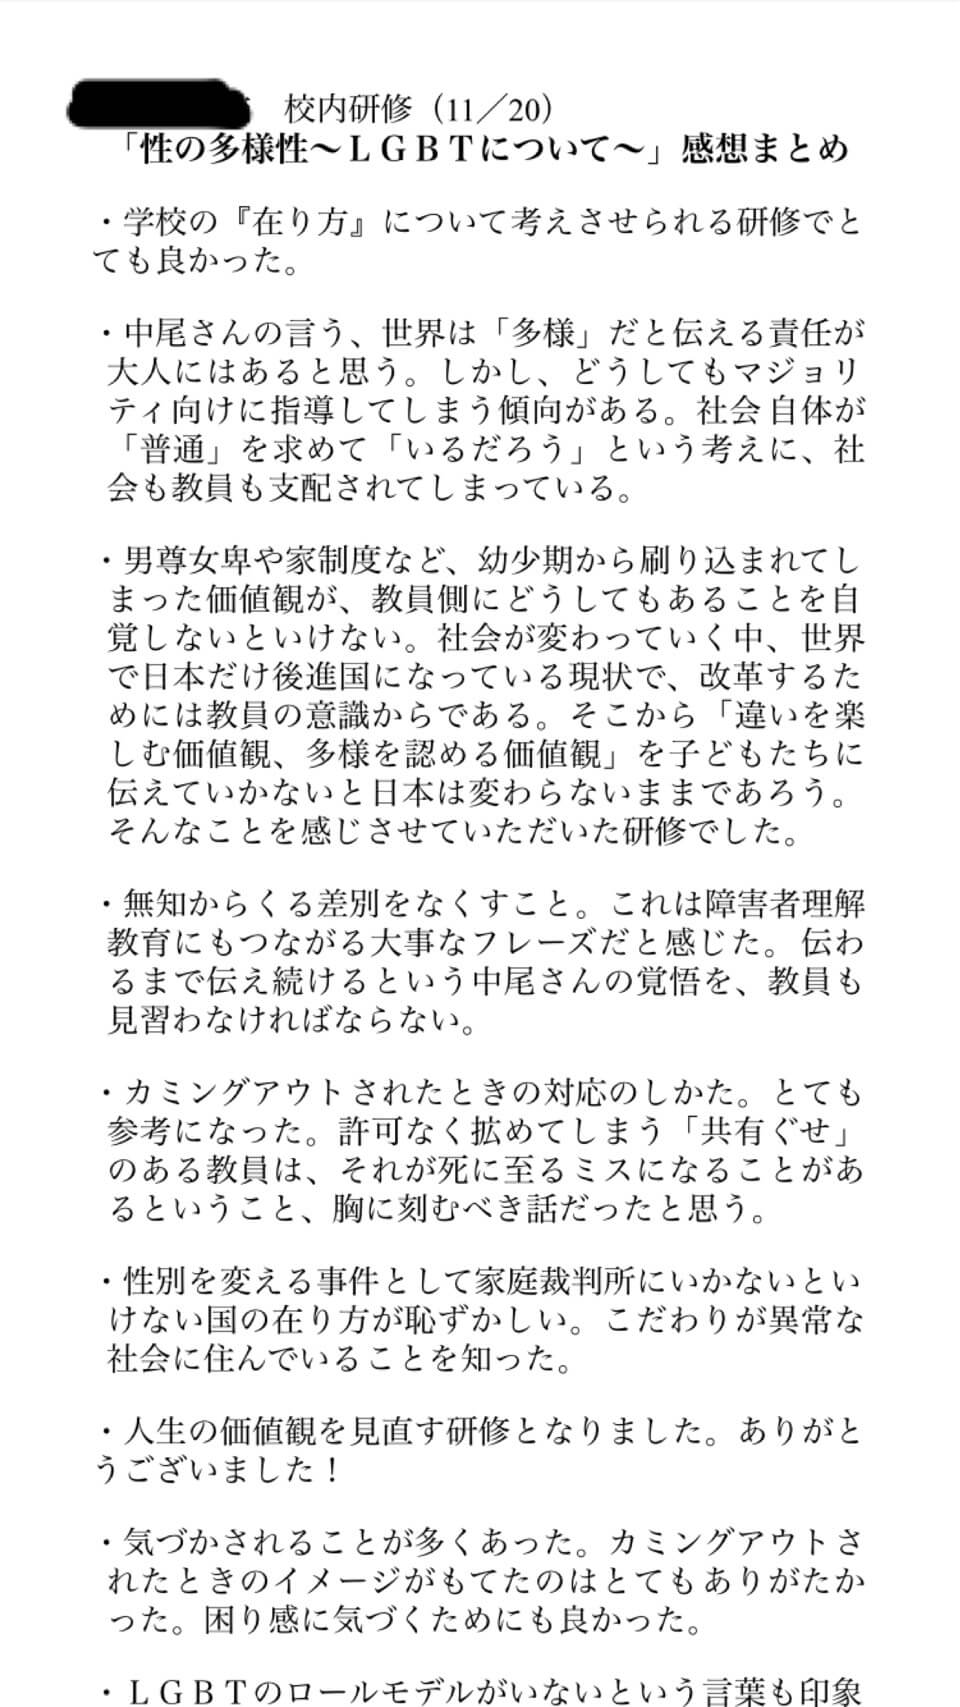 校内研修（11／20）
「性の多様性～ＬＧＢＴについて～」感想まとめ
・学校の『在り方』について考えさせられる研修でと
ても良かった。
・中尾さんの言う、世界は「多様」だと伝える責任が
大人にはあると思う。しかし、どうしてもマジョリ
ティ向けに指導してしまう傾向がある。社会自体が
「普通」を求めて「いるだろう」という考えに、社
会も教員も支配されてしまっている。
・男尊女卑や家制度など、幼少期から刷り込まれてし
まった価値観が、教員側にどうしてもあることを自
覚しないといけない。社会が変わっていく中、世界
で日本だけ後進国になっている現状で、改革するた
めには教員の意識からである。そこから「違いを楽
しむ価値観、多様を認める価値観」を子どもたちに
伝えていかないと日本は変わらないままであろう。
そんなことを感じさせていただいた研修でした。
・無知からくる差別をなくすこと。これは障害者理解
教育にもつながる大事なフレーズだと感じた。伝わ
るまで伝え続けるという中尾さんの覚悟を、教員も
見習わなければならない。
・カミングアウトされたときの対応のしかた。とても
参考になった。許可なく拡めてしまう「共有ぐせ」
のある教員は、それが死に至るミスになることがあ
るということ、胸に刻むべき話だったと思う。
・性別を変える事件として家庭裁判所にいかないとい
けない国の在り方が恥ずかしい。こだわりが異常な
社会に住んでいることを知った。
・人生の価値観を見直す研修となりました。ありがと
うございました！
・気づかされることが多くあった。カミングアウトさ
れたときのイメージがもてたのはとてもありがたか
った。困り感に気づくためにも良かった。
・ＬＧＢＴのロールモデルがいないという言葉も印象